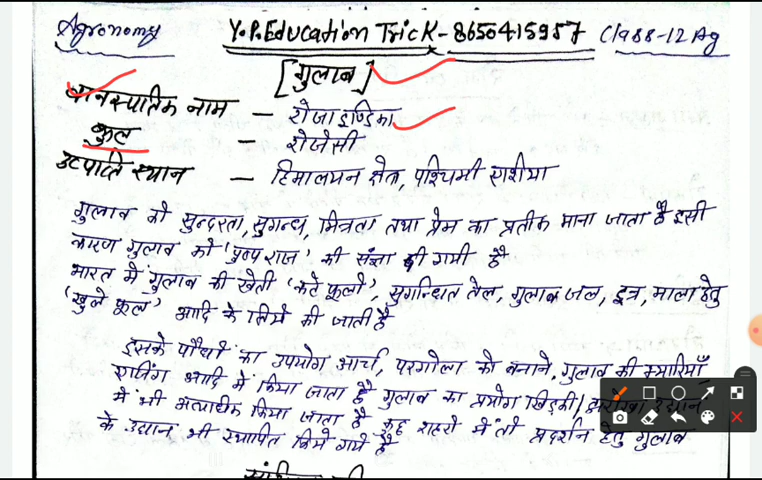 Agronomy Y.P.Education Trick-8650415957 Class-12 Ag
[गुलाब]
वानस्पतिक नाम — रोजा इण्डिका
कुल - रोजेसी
उत्पत्ति स्थान — हिमालयन क्षेत्र, पश्चिमी एशिया
गुलाब को सुन्दरता, सुगन्ध, मित्रता तथा प्रेम का प्रतीक माना जाता है इसी
कारण गुलाब को 'पुष्प राज' की संज्ञा दी गयी है
भारत में गुलाब की खेती 'कटे फूलों', सुगन्धित तेल, गुलाब जल, इत्र, माला हेतु
'खुले फूल' आदि के लिये की जाती है
इसके पौधों का उपयोग आर्च, परगोला को बनाने, गुलाब की क्यारियाँ
आदि में किया जाता है गुलाब का प्रयोग खिड़की/
में भी अत्यधिक किया जाता है कुछ शहरों में तो प्रदर्शन हेतु गुलाब
के उद्यान भी स्थापित किये गये हैं